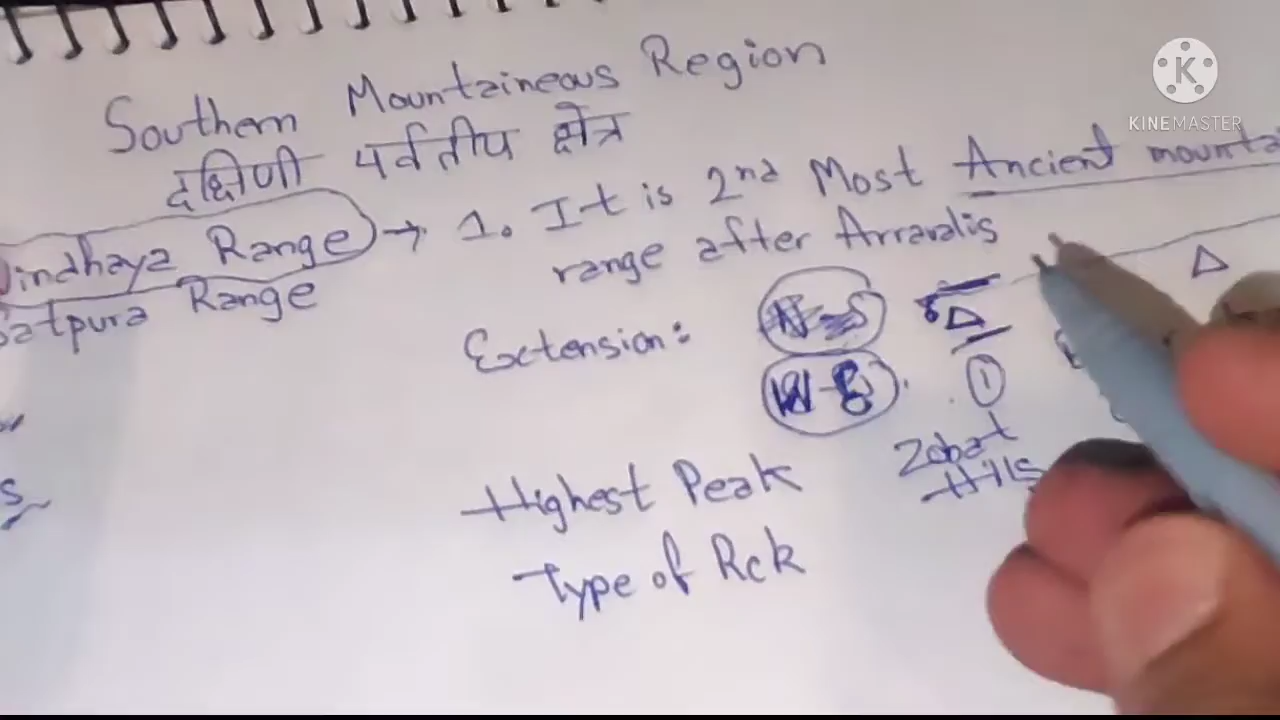 Southern Mountaineous Region
दक्षिणी पर्वतीय क्षेत्र
Vindhaya Range → 1. It is 2nd Most Ancient mounta
range after Arravalis
Satpura Range
Extension: N-S
W-E
1
Highest Peak
Hills
Type of Rck
KINEMASTER